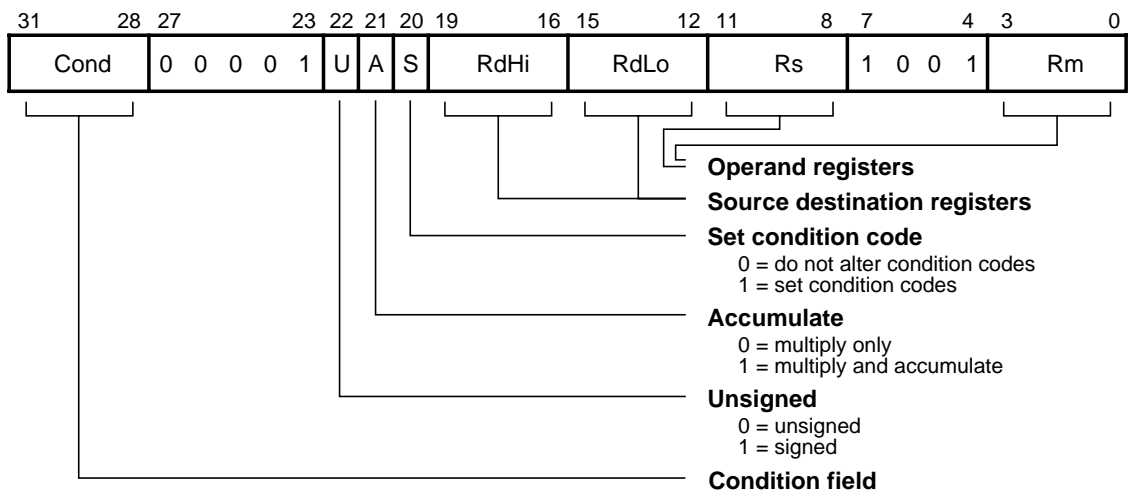 31 28 27 23 22 21 20 19 16 15 12 11 8 7 4 3 0
Cond 0 0 0 0 1 U A S RdHi RdLo Rs 1 0 0 1 Rm
Operand registers
Source destination registers
Set condition code
0 = do not alter condition codes
1 = set condition codes
Accumulate
0 = multiply only
1 = multiply and accumulate
Unsigned
0 = unsigned
1 = signed
Condition field